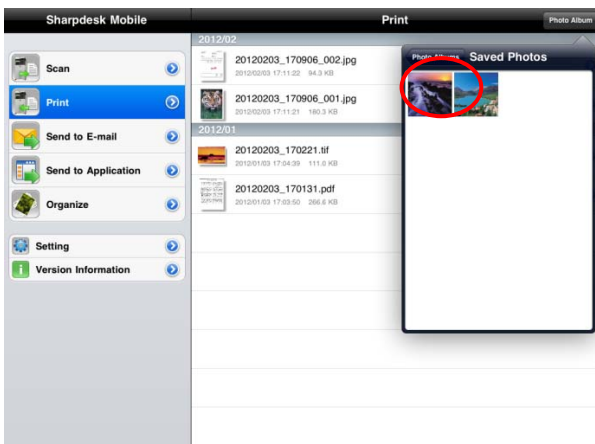 Sharpdesk Mobile
Print
Photo Album
Scan
Print
Send to E-mail
Send to Application
Organize
Setting
Version Information
2012/02
20120203_170906_002.jpg
2012/02/03 17:11:22 94.3 KB
20120203_170906_001.jpg
2012/02/03 17:11:21 160.3 KB
2012/01
20120203_170221.tif
2012/01/03 17:04:39 111.0 KB
20120203_170131.pdf
2012/01/03 17:03:50 266.8 KB
Photo Albums
Saved Photos